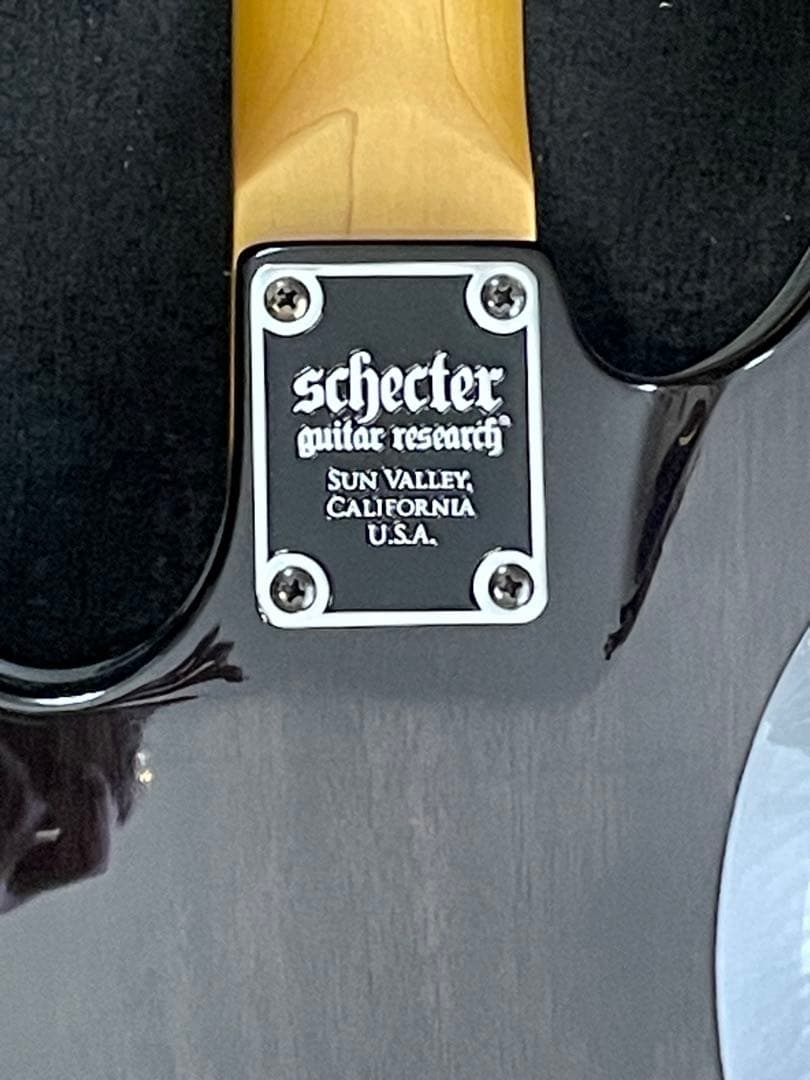 schecter
guitar research®
SUN VALLEY,
CALIFORNIA
U.S.A.